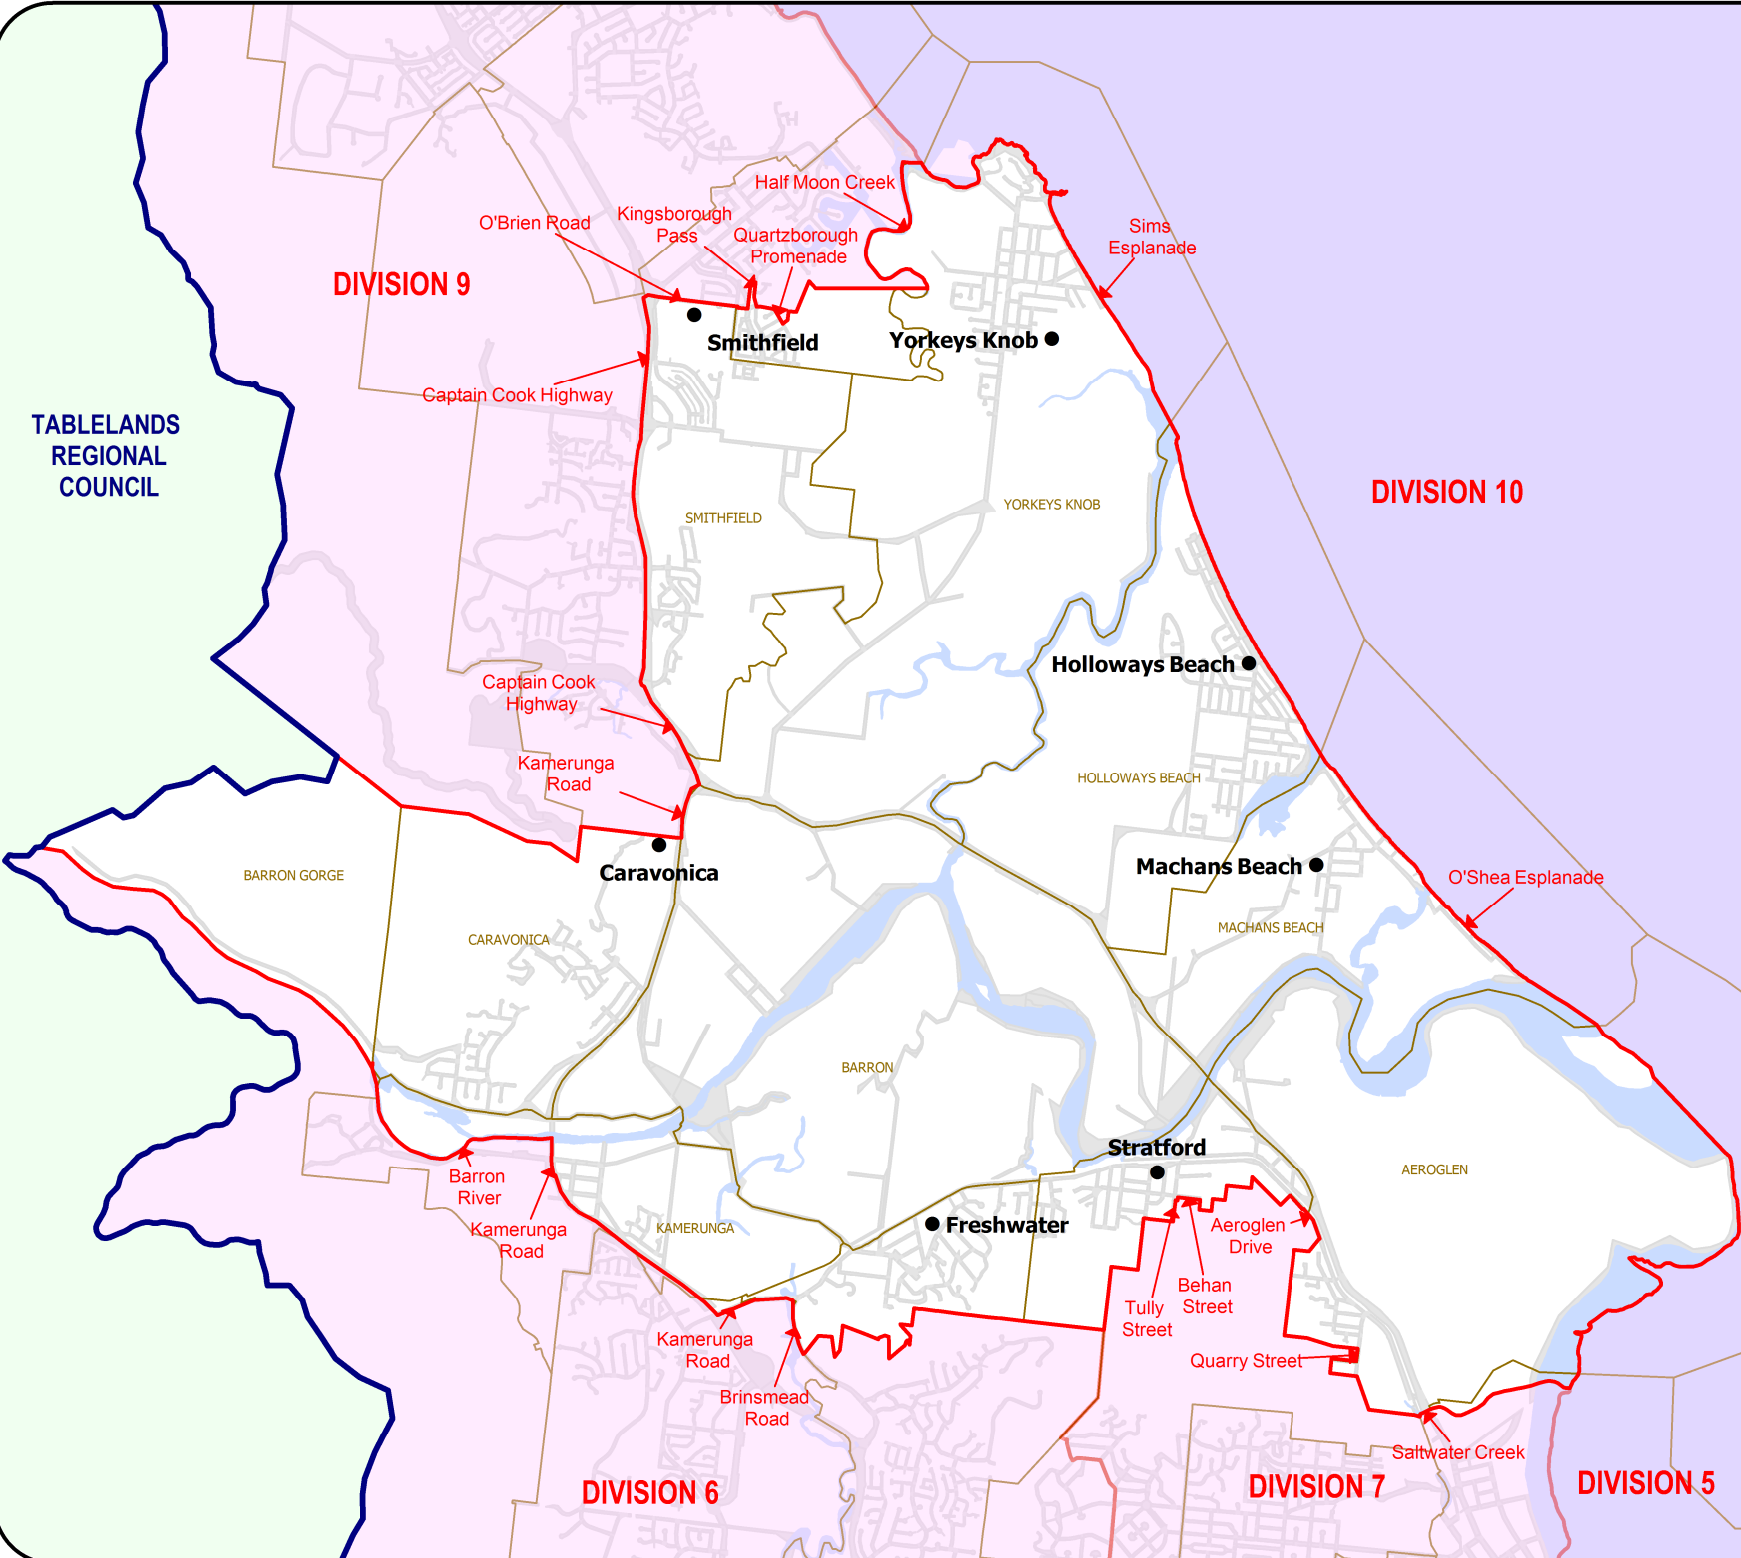 Half Moon Creek
O'Brien Road
Kingsborough
Pass
Quartzborough
Promenade
Sims
Esplanade
DIVISION 9
Smithfield
Yorkeys Knob
Captain Cook Highway
TABLELANDS
REGIONAL
COUNCIL
DIVISION 10
SMITHFIELD
YORKEYS KNOB
Holloways Beach
Captain Cook
Highway
Kamerunga
Road
HOLLOWAYS BEACH
Caravonica
Machans Beach
BARRON GORGE
O'Shea Esplanade
CARAVONICA
MACHANS BEACH
BARRON
Stratford
AEROGLEN
Barron
River
Kamerunga
Road
KAMERUNGA
Freshwater
Aeroglen
Drive
Behan
Street
Tully
Street
Kamerunga
Road
Quarry Street
Brinsmead
Road
Saltwater Creek
DIVISION 6
DIVISION 7
DIVISION 5